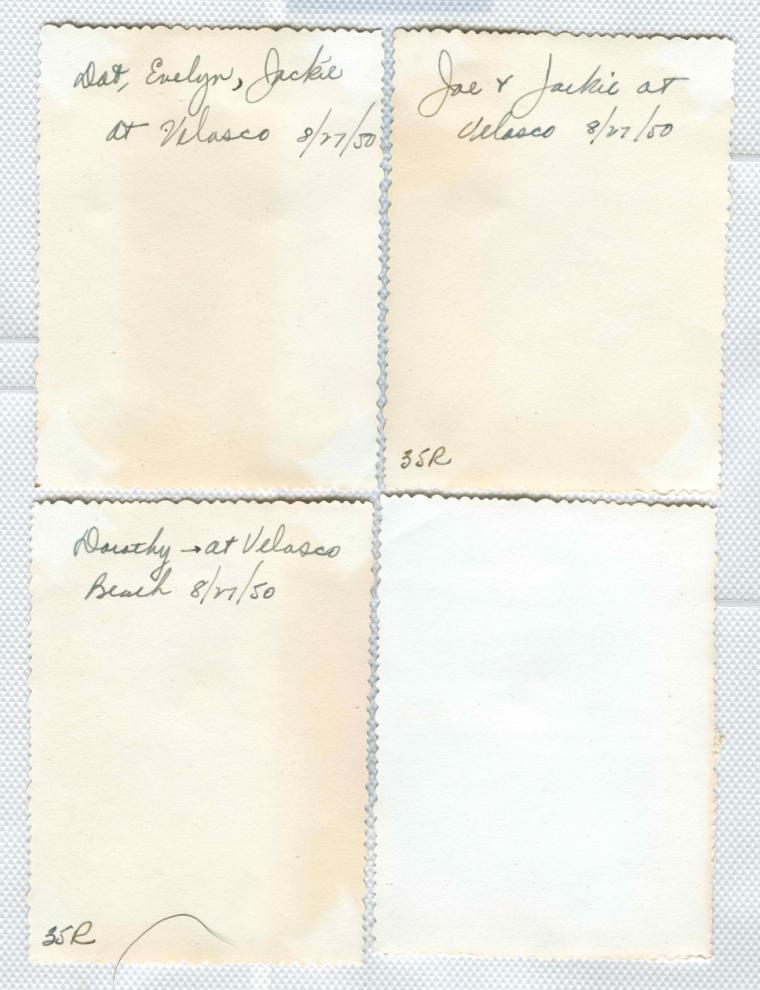 Dot, Evelyn, Jackie
at Velasco 8/27/50
Joe & Jackie at
Velasco 8/27/50
35R
Dorothy → at Velasco
Beach 8/27/50
35R